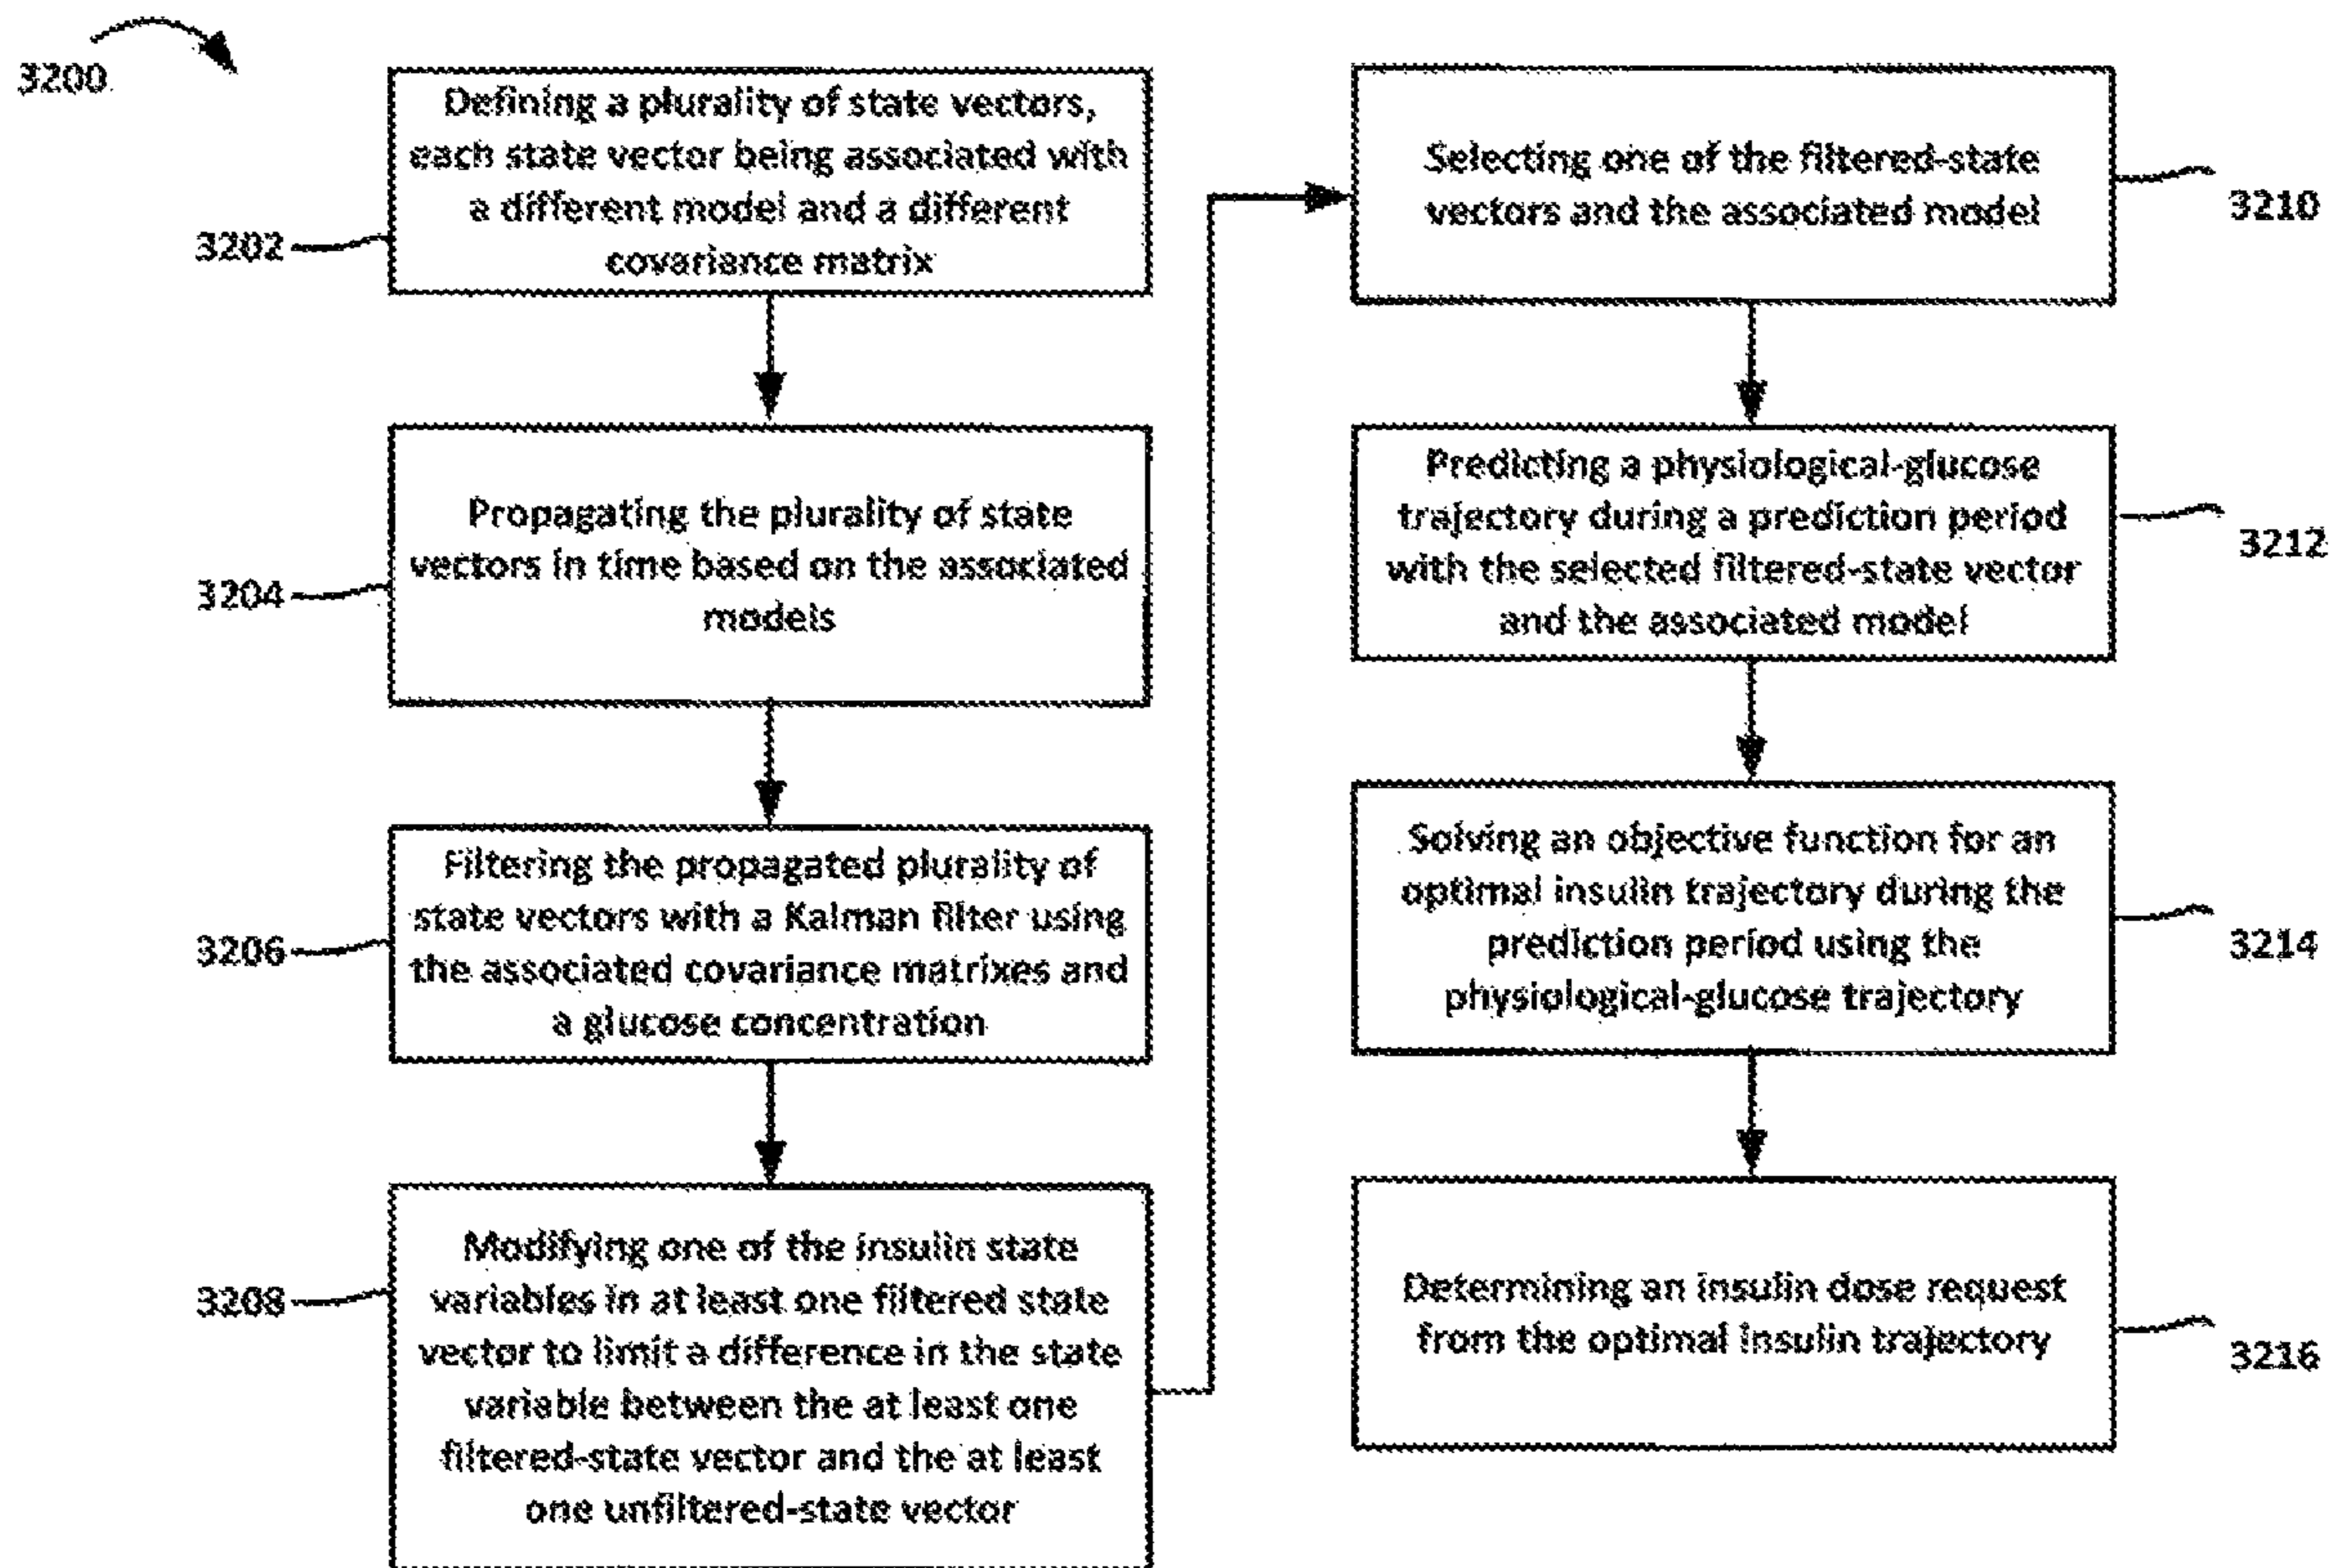 3200
Defining a plurality of state vectors,
each state vector being associated with
a different model and a different
covariance matrix
3202
Propagating the plurality of state
vectors in time based on the associated
models
3204
Filtering the propagated plurality of
state vectors with a Kalman filter using
the associated covariance matrixes and
a glucose concentration
3206
Modifying one of the insulin state
variables in at least one filtered state
vector to limit a difference in the state
variable between the at least one
filtered-state vector and the at least
one unfiltered-state vector
3208
Selecting one of the filtered-state
vectors and the associated model
3210
Predicting a physiological-glucose
trajectory during a prediction period
with the selected filtered-state vector
and the associated model
3212
Solving an objective function for an
optimal insulin trajectory during the
prediction period using the
physiological-glucose trajectory
3214
Determining an insulin dose request
from the optimal insulin trajectory
3216